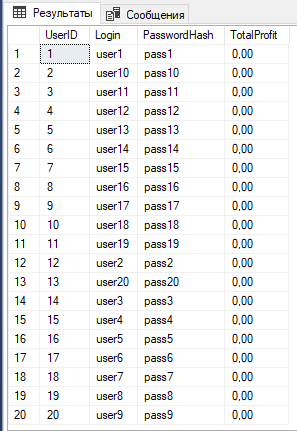 Результаты Сообщения
UserID Login PasswordHash TotalProfit
1 1 user1 pass1 0,00
2 2 user10 pass10 0,00
3 3 user11 pass11 0,00
4 4 user12 pass12 0,00
5 5 user13 pass13 0,00
6 6 user14 pass14 0,00
7 7 user15 pass15 0,00
8 8 user16 pass16 0,00
9 9 user17 pass17 0,00
10 10 user18 pass18 0,00
11 11 user19 pass19 0,00
12 12 user2 pass2 0,00
13 13 user20 pass20 0,00
14 14 user3 pass3 0,00
15 15 user4 pass4 0,00
16 16 user5 pass5 0,00
17 17 user6 pass6 0,00
18 18 user7 pass7 0,00
19 19 user8 pass8 0,00
20 20 user9 pass9 0,00